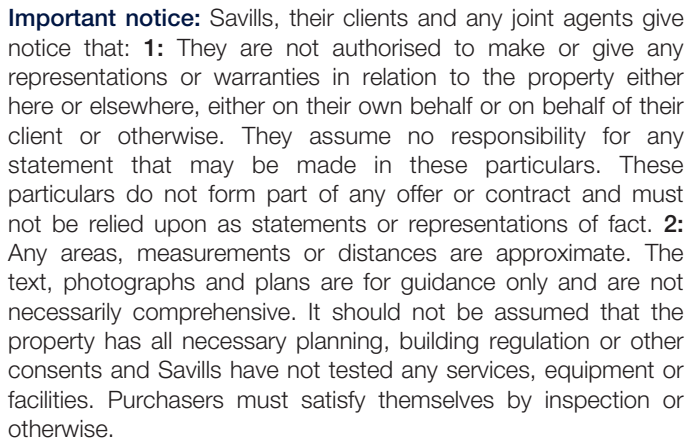 Important notice: Savills, their clients and any joint agents give
notice that: 1: They are not authorised to make or give any
representations or warranties in relation to the property either
here or elsewhere, either on their own behalf or on behalf of their
client or otherwise. They assume no responsibility for any
statement that may be made in these particulars. These
particulars do not form part of any offer or contract and must
not be relied upon as statements or representations of fact. 2:
Any areas, measurements or distances are approximate. The
text, photographs and plans are for guidance only and are not
necessarily comprehensive. It should not be assumed that the
property has all necessary planning, building regulation or other
consents and Savills have not tested any services, equipment or
facilities. Purchasers must satisfy themselves by inspection or
otherwise.